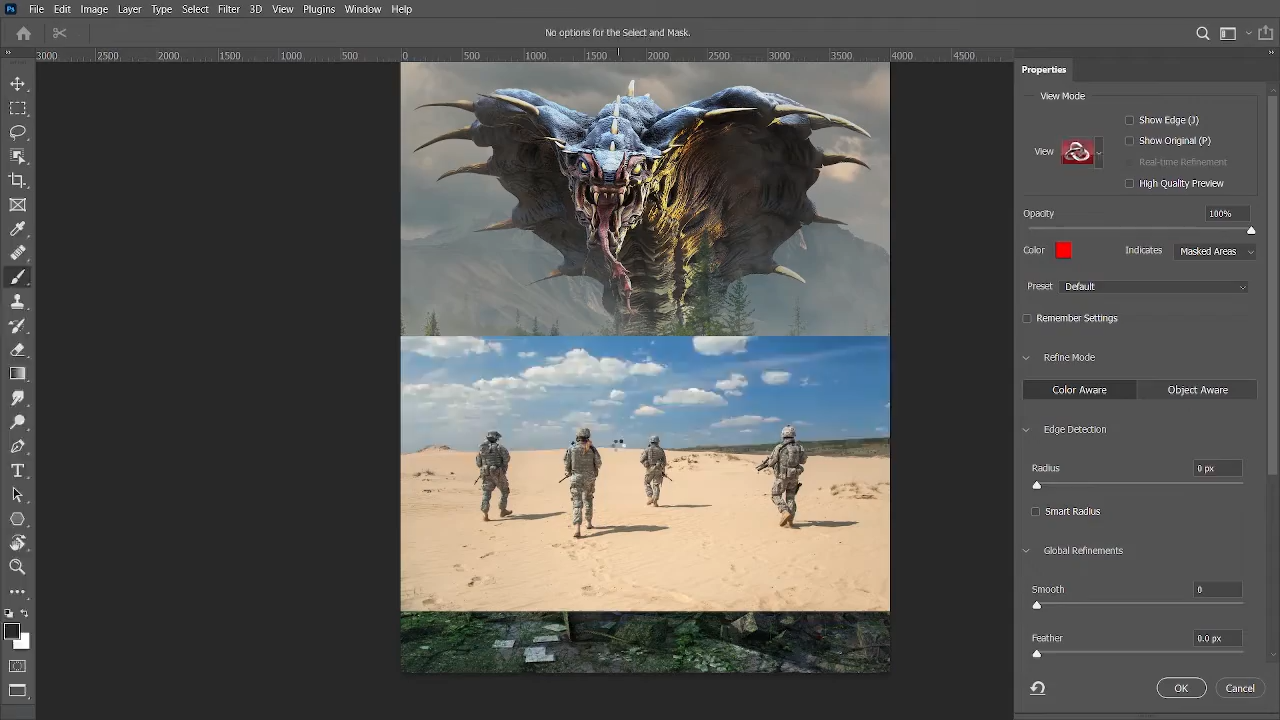 Ps File Edit Image Layer Type Select Filter 3D View Plugins Window Help
No options for the Select and Mask.
3000 2500 2000 1500 1000 500 0 500 1000 1500 2000 2500 3000 3500 4000 4500
Properties
View Mode
Show Edge (J)
View
Show Original (P)
Real-time Refinement
High Quality Preview
Opacity 100%
Color Indicates Masked Areas
Preset Default
Remember Settings
Refine Mode
Color Aware Object Aware
Edge Detection
Radius 0 px
Smart Radius
Global Refinements
Smooth 0
Feather 0.0 px
OK Cancel